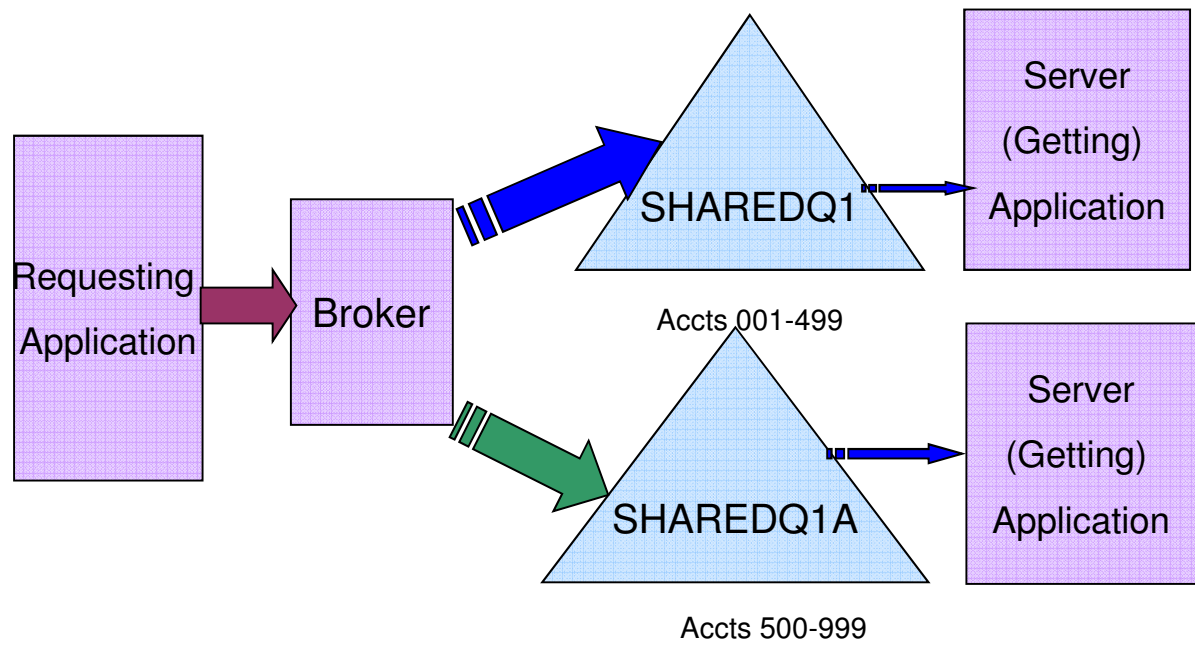 Requesting
Application
Broker
SHAREDQ1
Accts 001-499
Server
(Getting)
Application
SHAREDQ1A
Accts 500-999
Server
(Getting)
Application